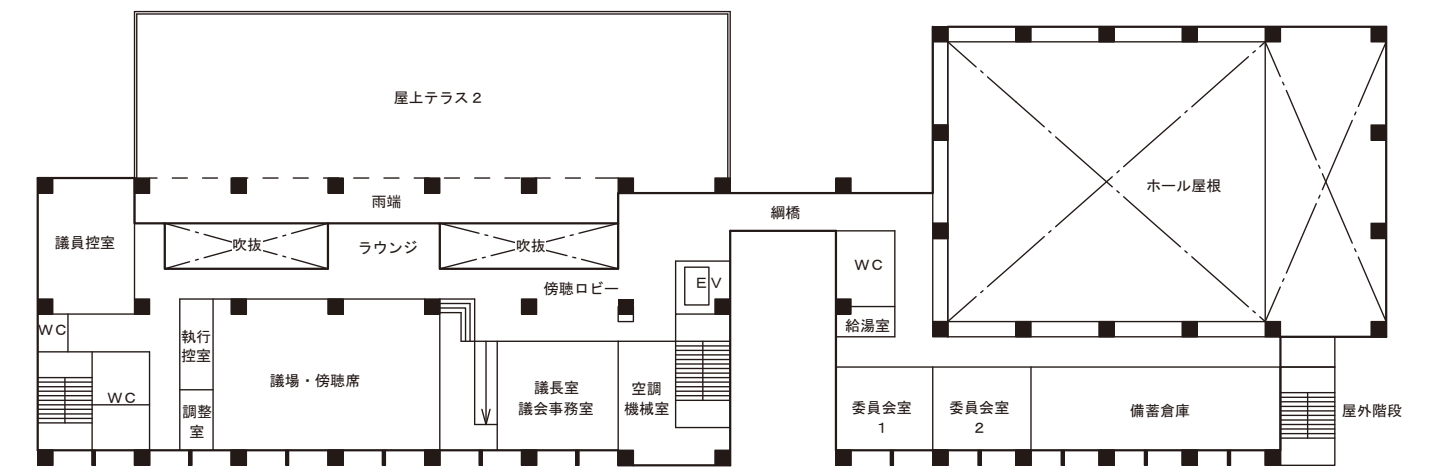 屋上テラス２
雨端
議員控室
吹抜
ラウンジ
吹抜
傍聴ロビー
綱橋
ホール屋根
ＥＶ
ＷＣ
給湯室
ＷＣ
執行
控室
議場・傍聴席
ＷＣ
調整
室
議長室
議会事務室
空調
機械室
委員会室
１
委員会室
２
備蓄倉庫
屋外階段